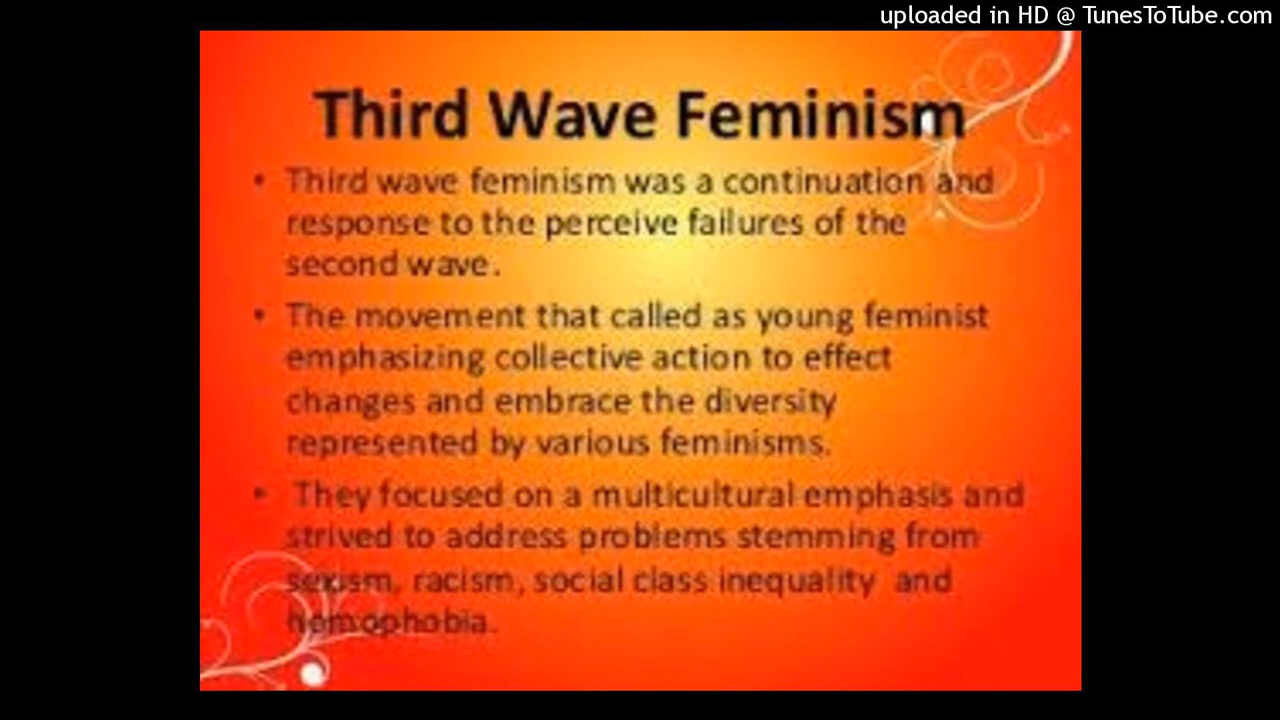 uploaded in HD @ TunesToTube.com
Third Wave Feminism
• Third wave feminism was a continuation and
response to the perceive failures of the
second wave.
• The movement that called as young feminist
emphasizing collective action to effect
changes and embrace the diversity
represented by various feminisms.
• They focused on a multicultural emphasis and
strived to address problems stemming from
sexism, racism, social class inequality and
homophobia.